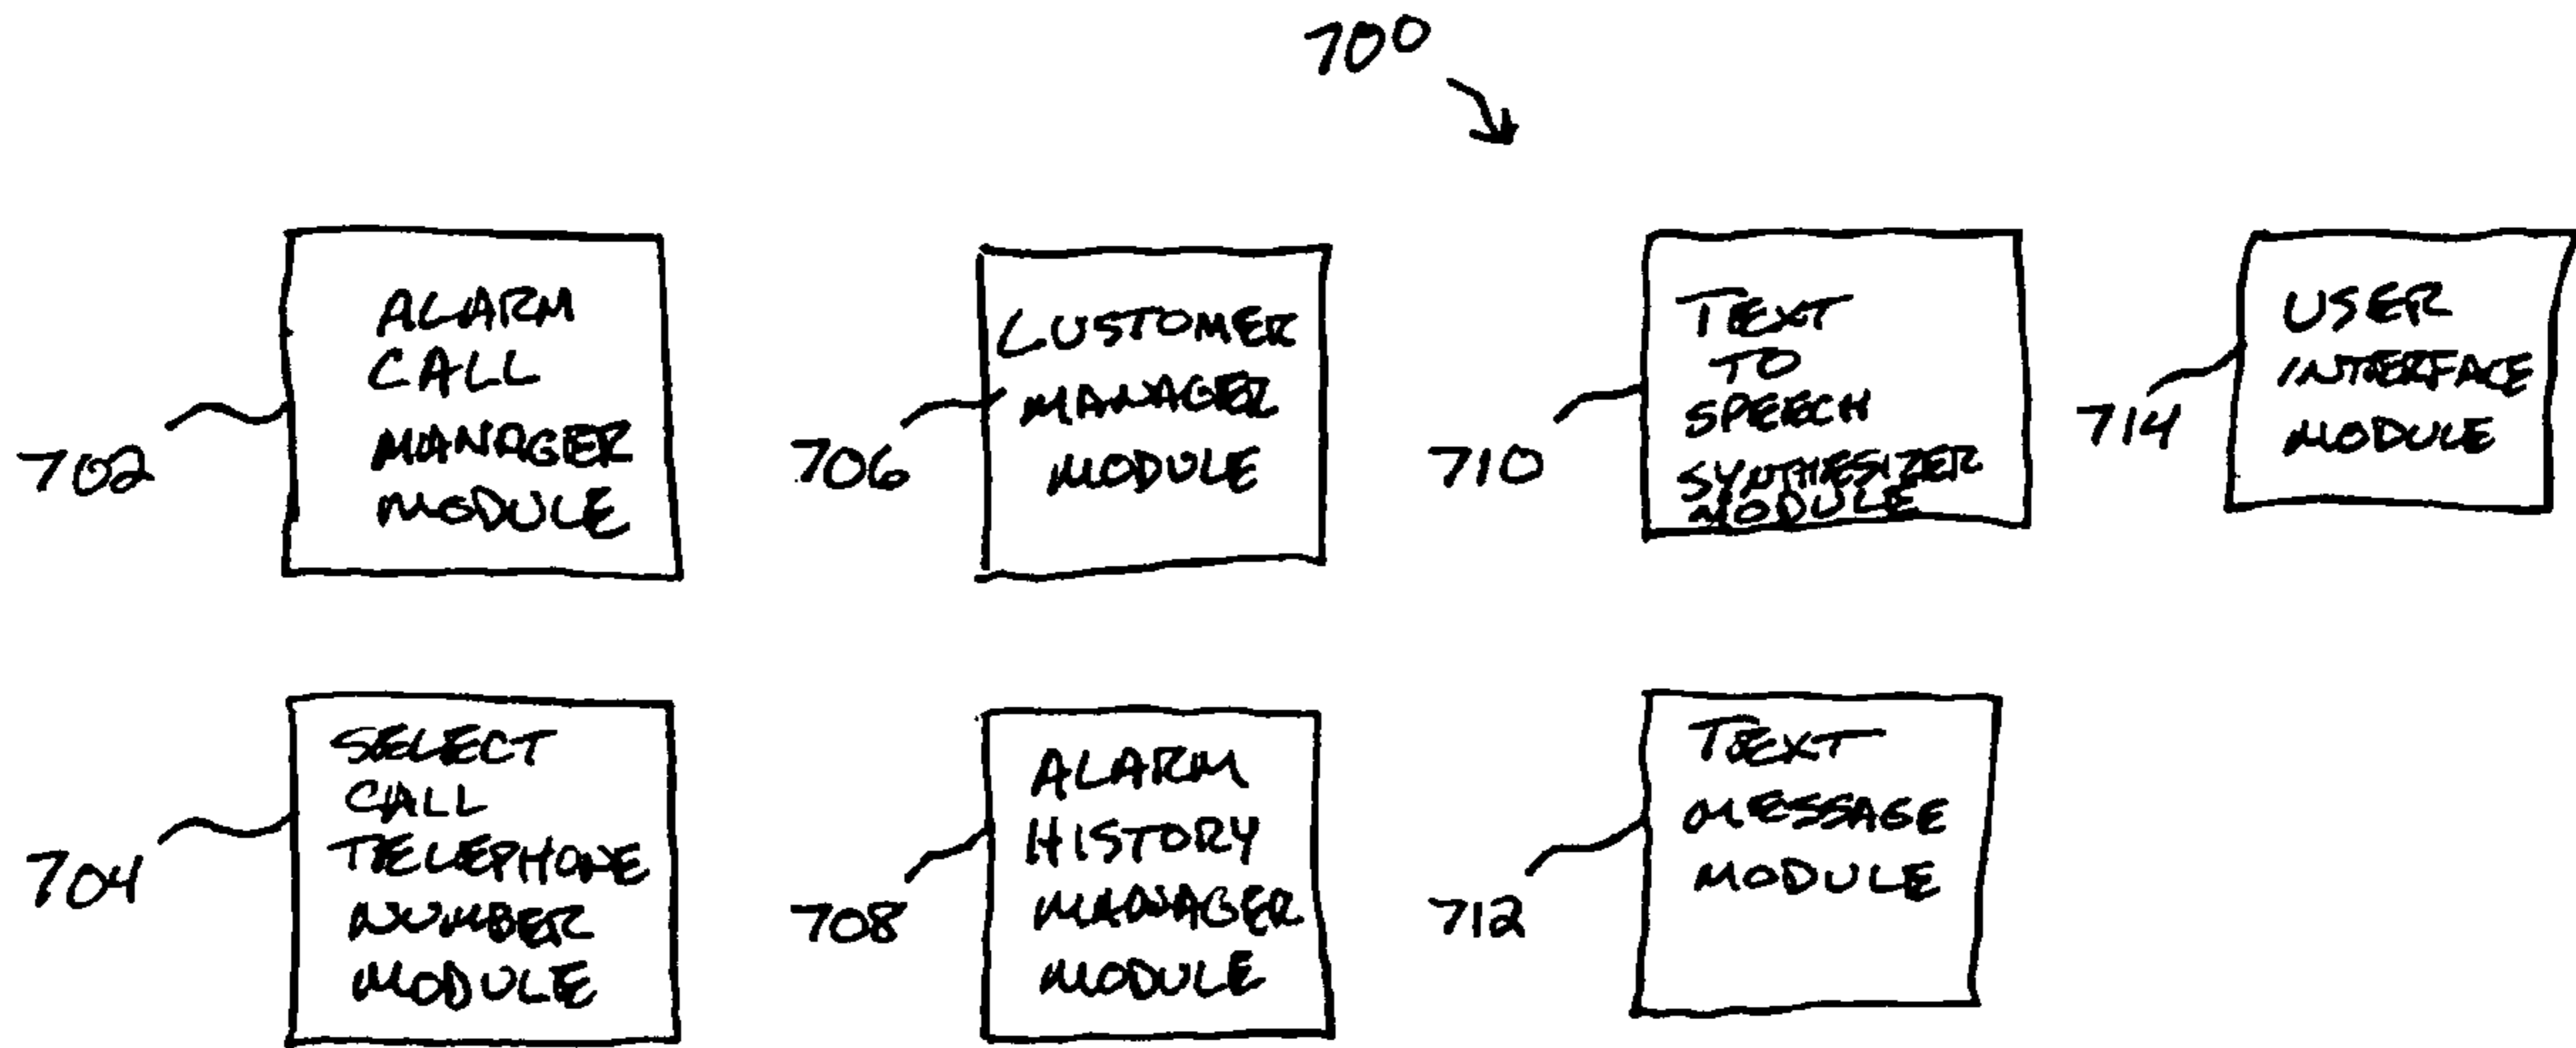 700
ALARM
CALL
MANAGER
MODULE
702
CUSTOMER
MANAGER
MODULE
706
TEXT
TO
SPEECH
SYNTHESIZER
MODULE
710
USER
INTERFACE
MODULE
714
SELECT
CALL
TELEPHONE
NUMBER
MODULE
704
ALARM
HISTORY
MANAGER
MODULE
708
TEXT
MESSAGE
MODULE
712